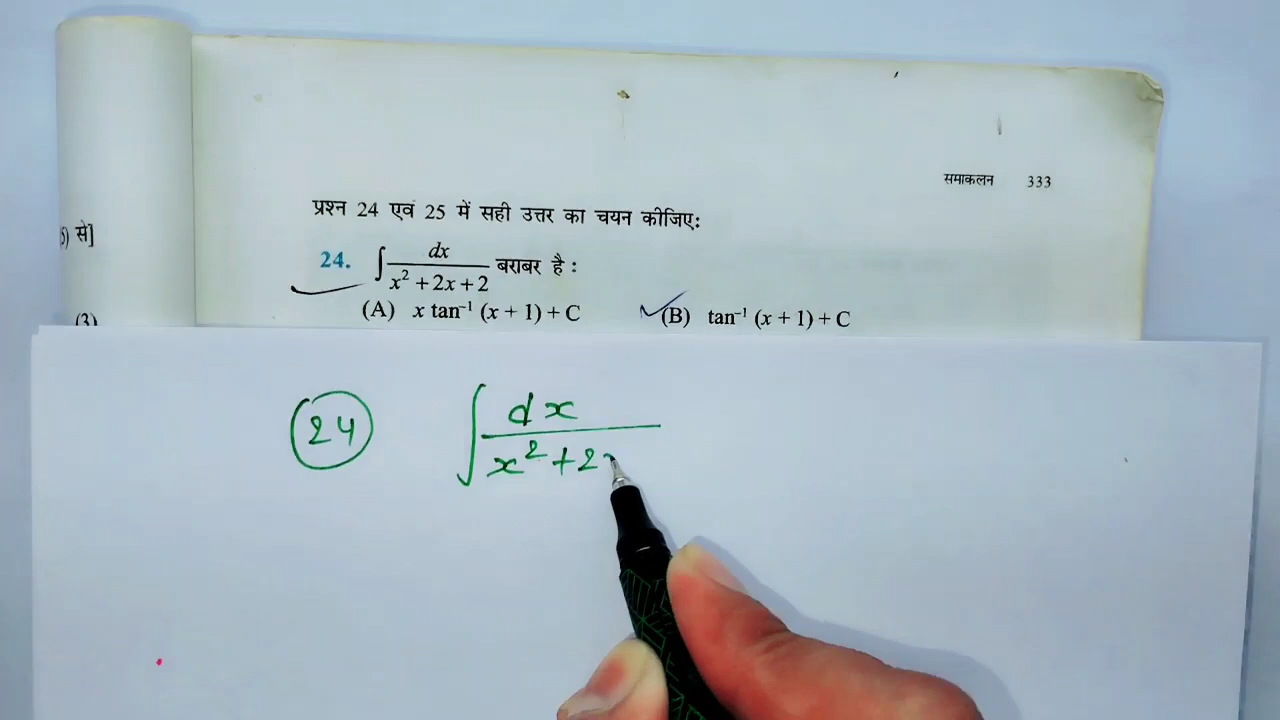 समाकलन 333
प्रश्न 24 एवं 25 में सही उत्तर का चयन कीजिए:
5) से]
24. ∫ dx / x² + 2x + 2 बराबर है :
(A) x tan⁻¹ (x + 1) + C (B) tan⁻¹ (x + 1) + C
(3)
24 ∫ dx / x² + 2x